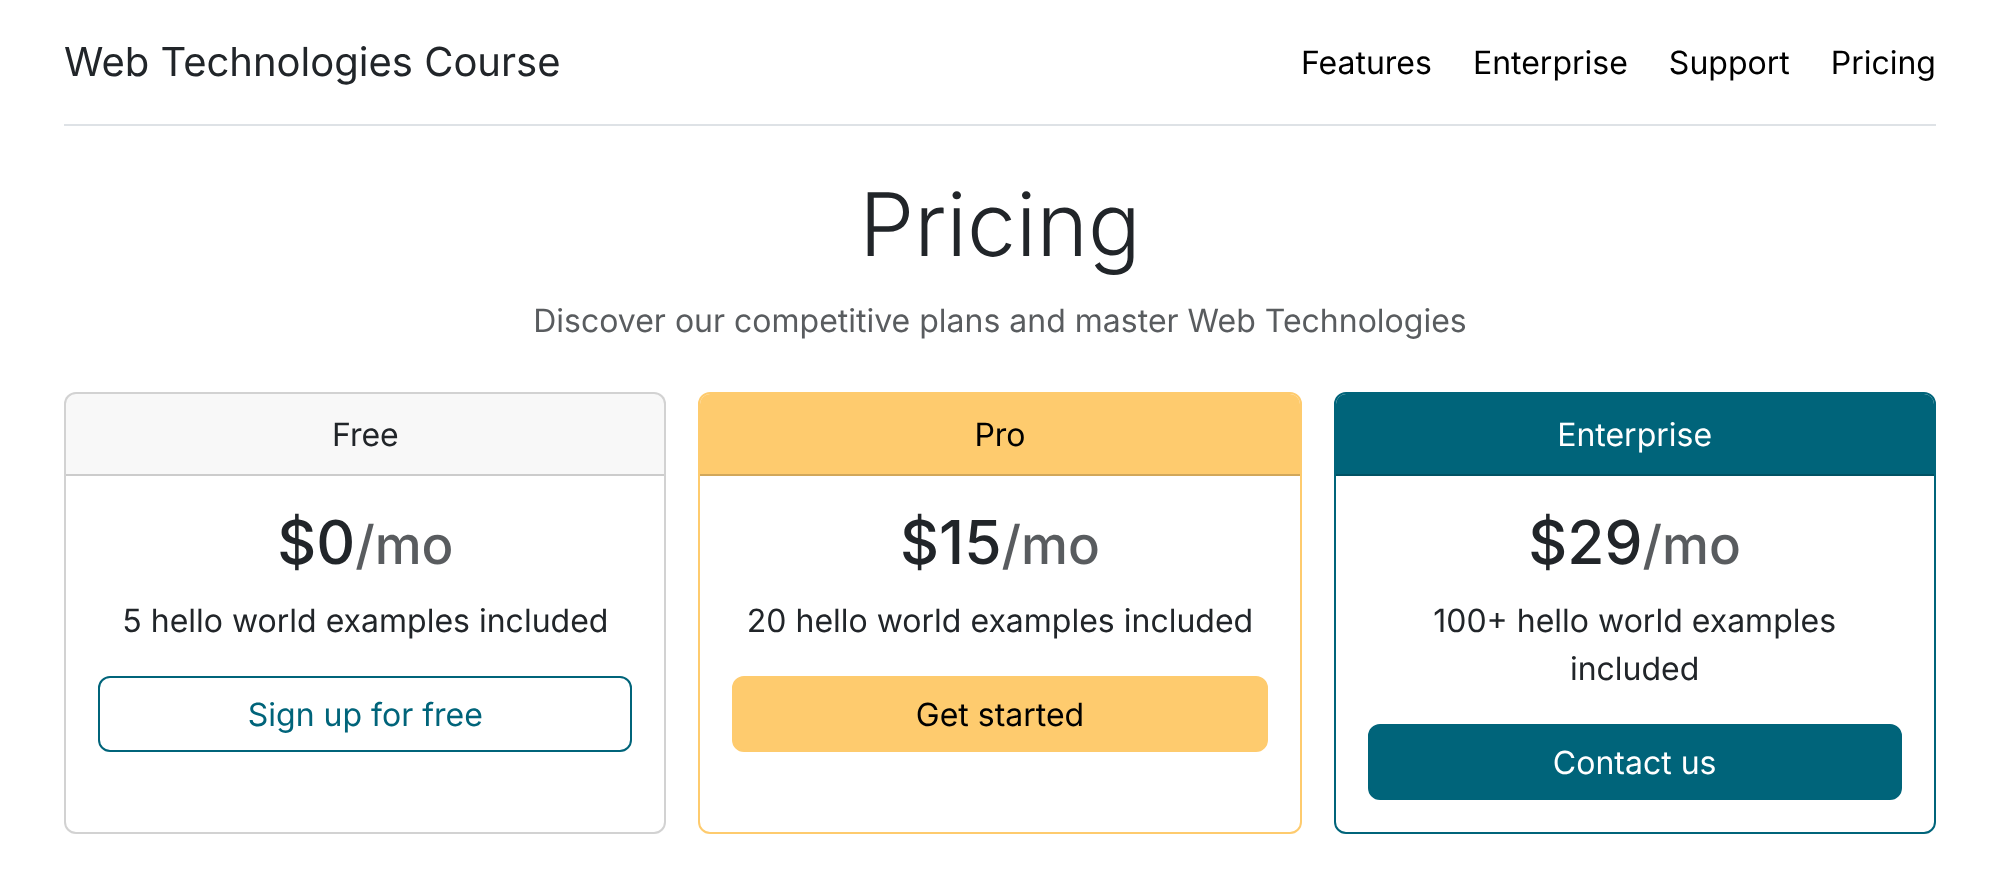 Web Technologies Course
Features Enterprise Support Pricing
Pricing
Discover our competitive plans and master Web Technologies
Free
$0/mo
5 hello world examples included
Sign up for free
Pro
$15/mo
20 hello world examples included
Get started
Enterprise
$29/mo
100+ hello world examples
included
Contact us